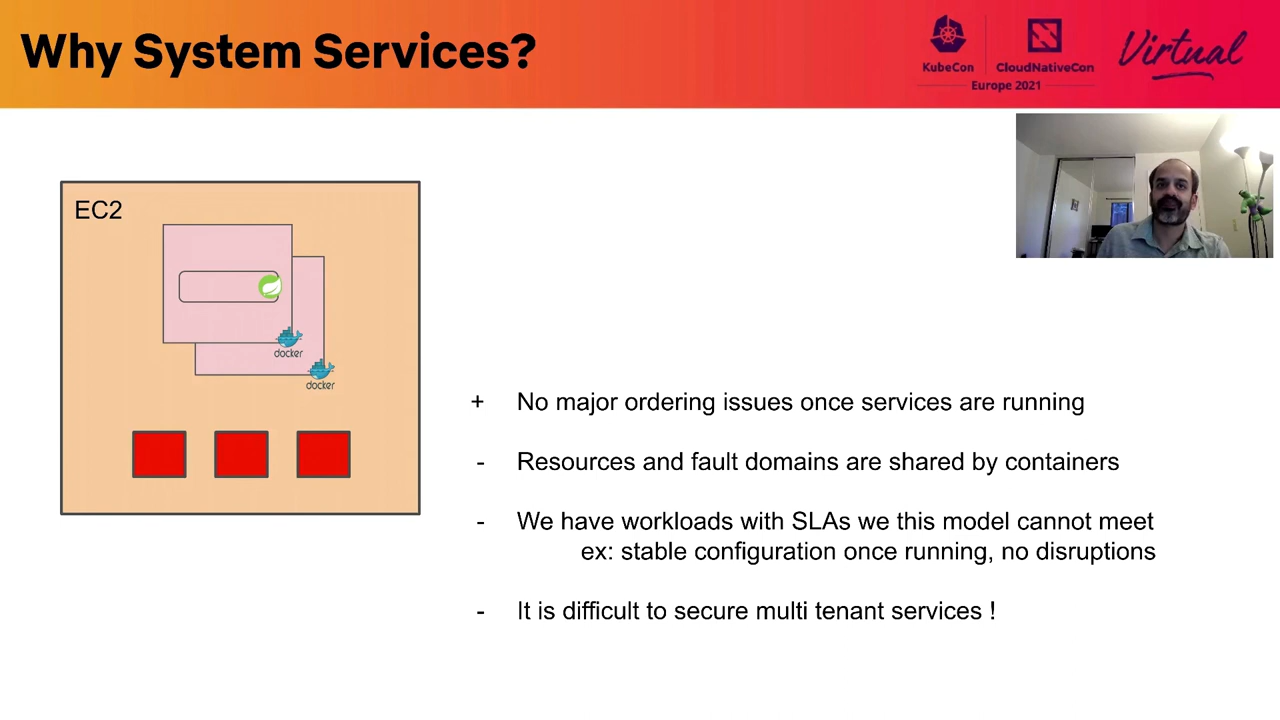 Why System Services?
KubeCon
CloudNativeCon
Europe 2021
Virtual
EC2
docker
docker
+ No major ordering issues once services are running
- Resources and fault domains are shared by containers
- We have workloads with SLAs we this model cannot meet
ex: stable configuration once running, no disruptions
- It is difficult to secure multi tenant services !